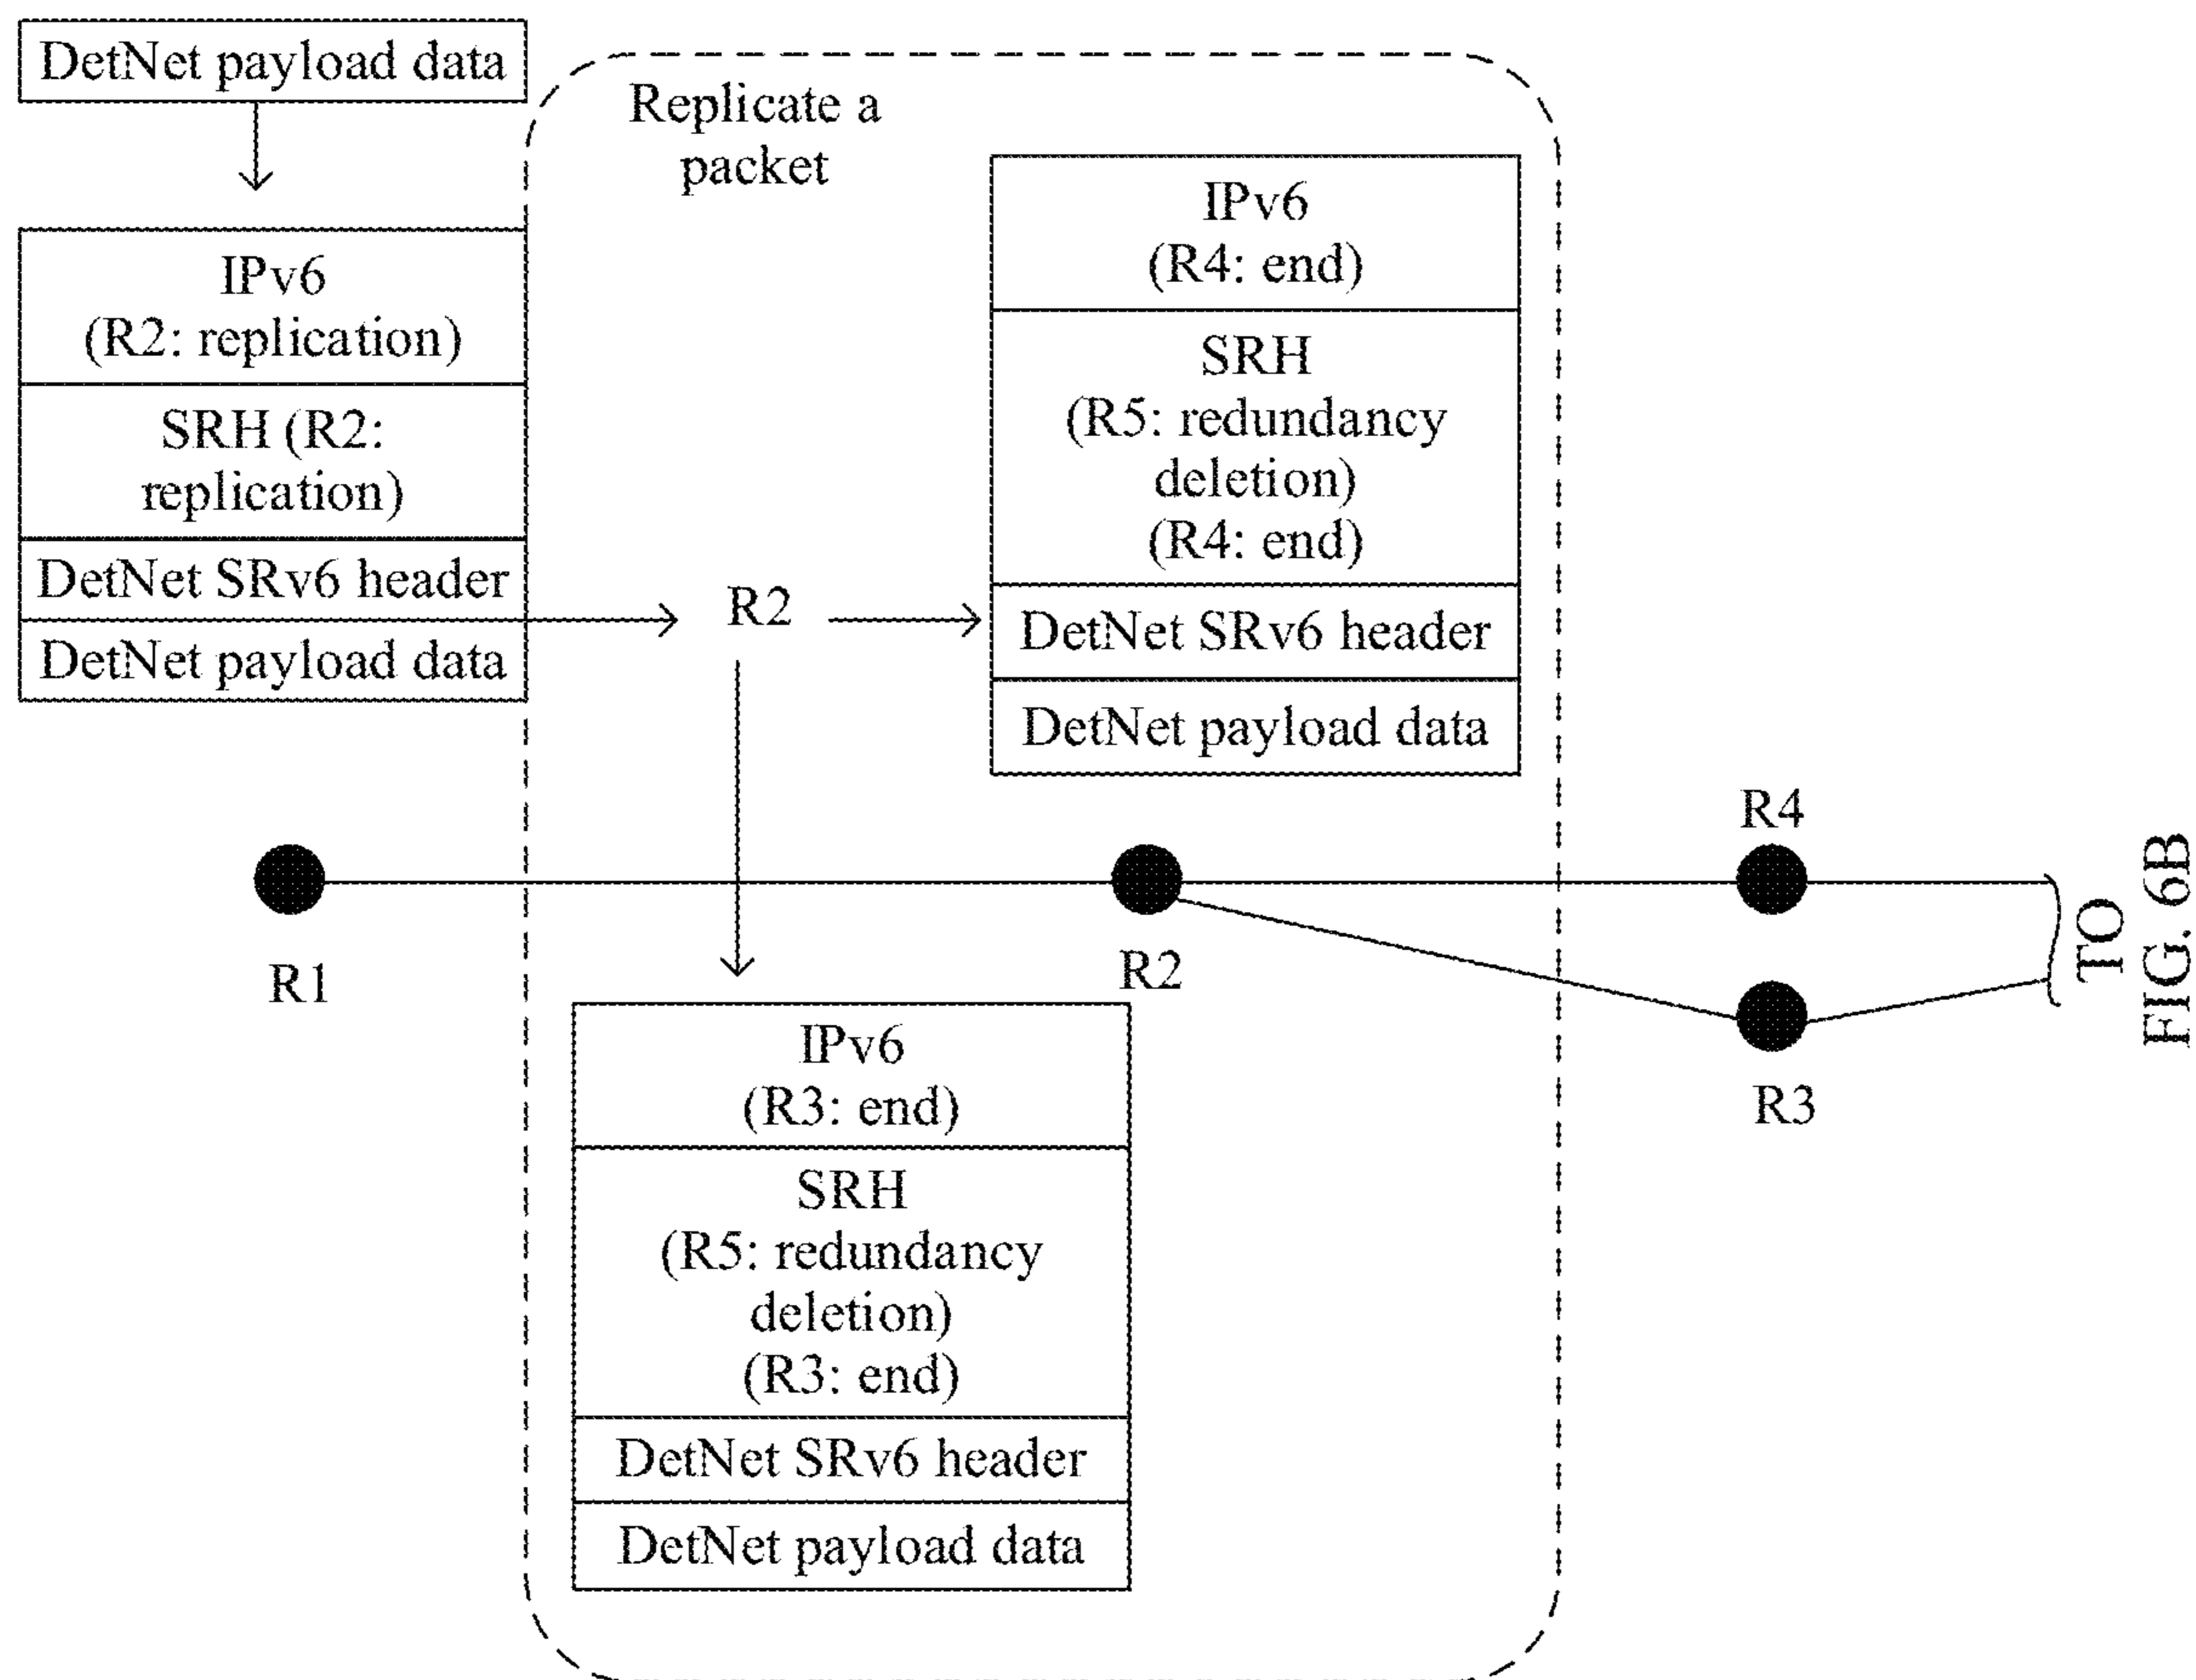 DetNet payload data
IPv6
(R2: replication)
SRH (R2:
replication)
DetNet SRv6 header
DetNet payload data
Replicate a
packet
R2
IPv6
(R4: end)
SRH
(R5: redundancy
deletion)
(R4: end)
DetNet SRv6 header
DetNet payload data
R1
R2
R4
R3
TO
FIG. 6B
IPv6
(R3: end)
SRH
(R5: redundancy
deletion)
(R3: end)
DetNet SRv6 header
DetNet payload data